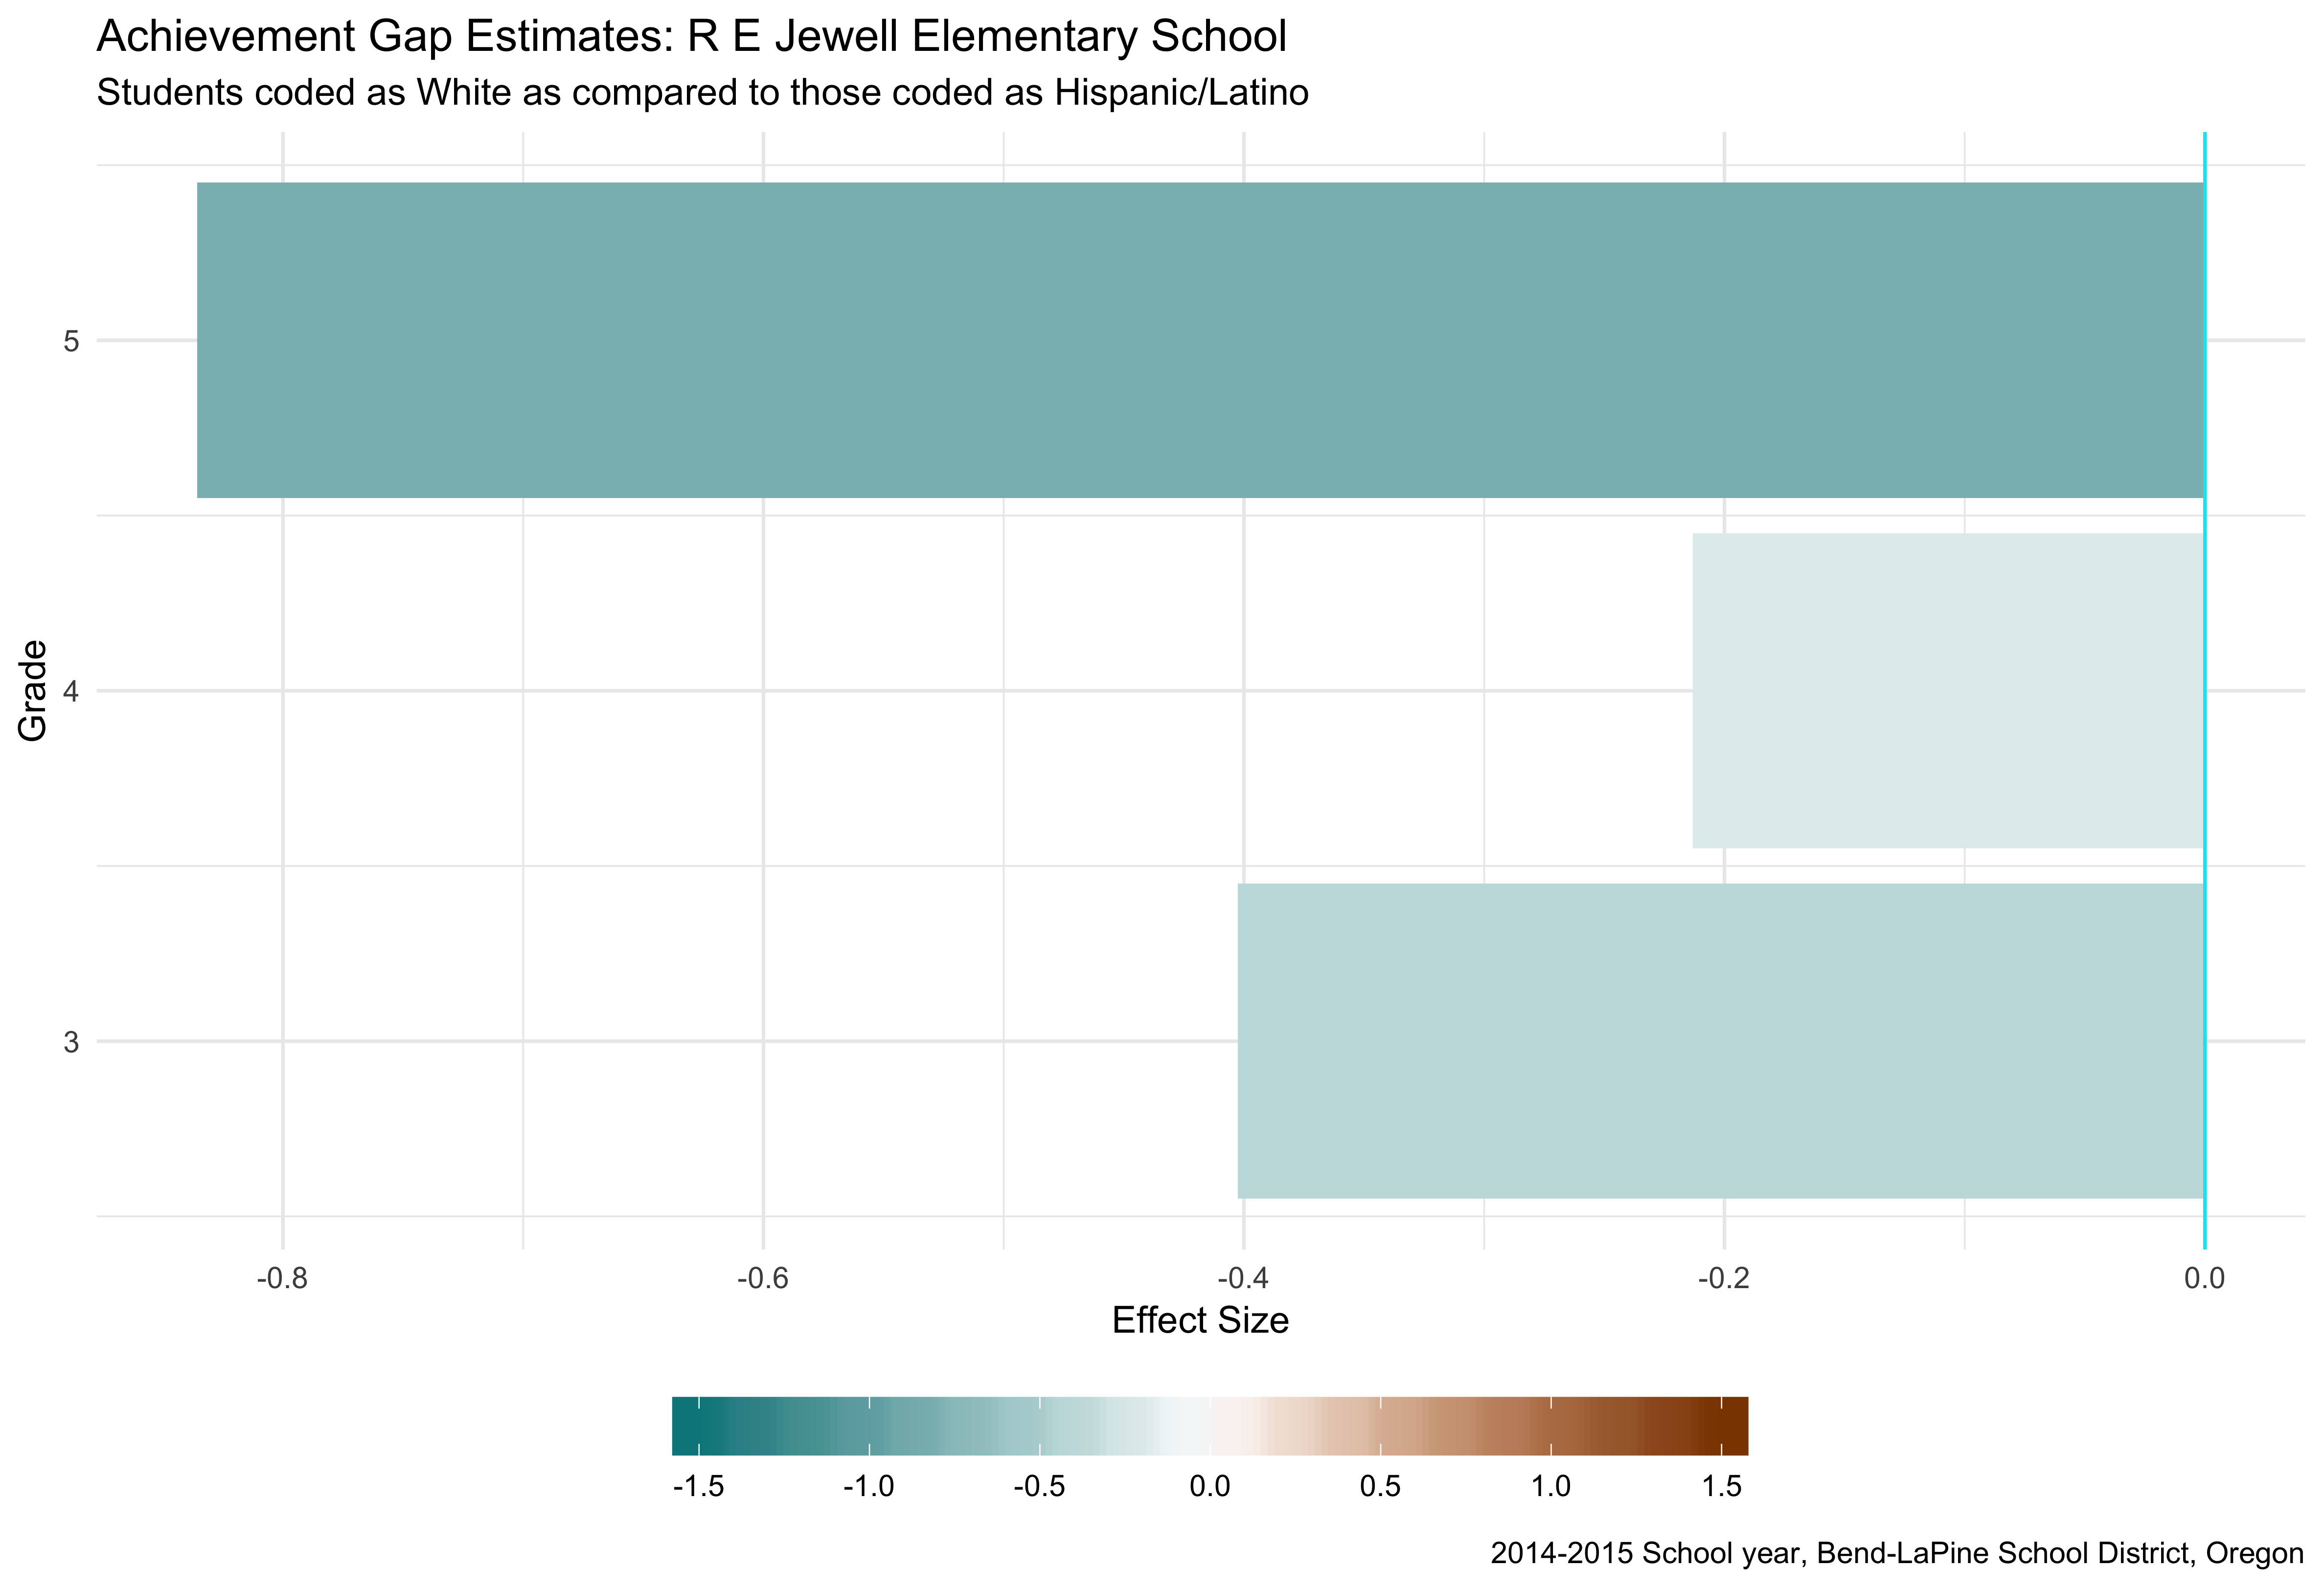 Achievement Gap Estimates: R E Jewell Elementary School
Students coded as White as compared to those coded as Hispanic/Latino
Grade
5
4
3
-0.8 -0.6 -0.4 -0.2 0.0
Effect Size
-1.5 -1.0 -0.5 0.0 0.5 1.0 1.5
2014-2015 School year, Bend-LaPine School District, Oregon